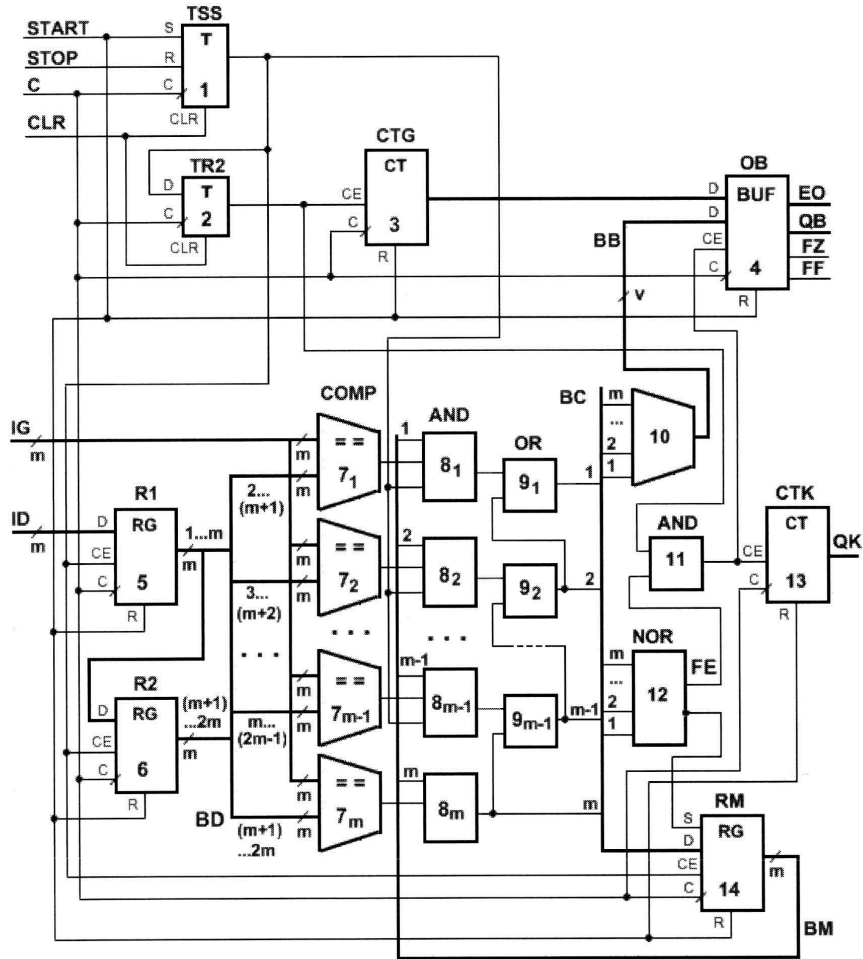 TSS
START
S
T
STOP
R
C
C
1
CLR
CLR
CTG
TR2
CT
OB
D
T
CE
D
BUF
EO
D
QB
C
2
C
3
BB
CE
FZ
CLR
R
C
4
FF
v
R
COMP
BC
m
IG
m
m
= =
7₁
1
AND
8₁
OR
9₁
...
2
1
10
1
R1
2...
(m+1)
m
ID
m
D
RG
1...m
m
CE
C
5
R
AND
11
CTK
CE
CT
QK
C
13
R
m
= =
7₂
2
8₂
9₂
2
3...
(m+2)
m
. . .
. . .
. . .
NOR
m
...
2
1
12
FE
R2
D
RG
(m+1)
...2m
m
CE
C
6
R
m
= =
7m-1
m-1
8m-1
9m-1
m-1
m...
(2m-1)
m
BD
m
= =
7m
m
8m
m
(m+1)
...2m
m
RM
S
D
RG
CE
m
C
14
R
BM